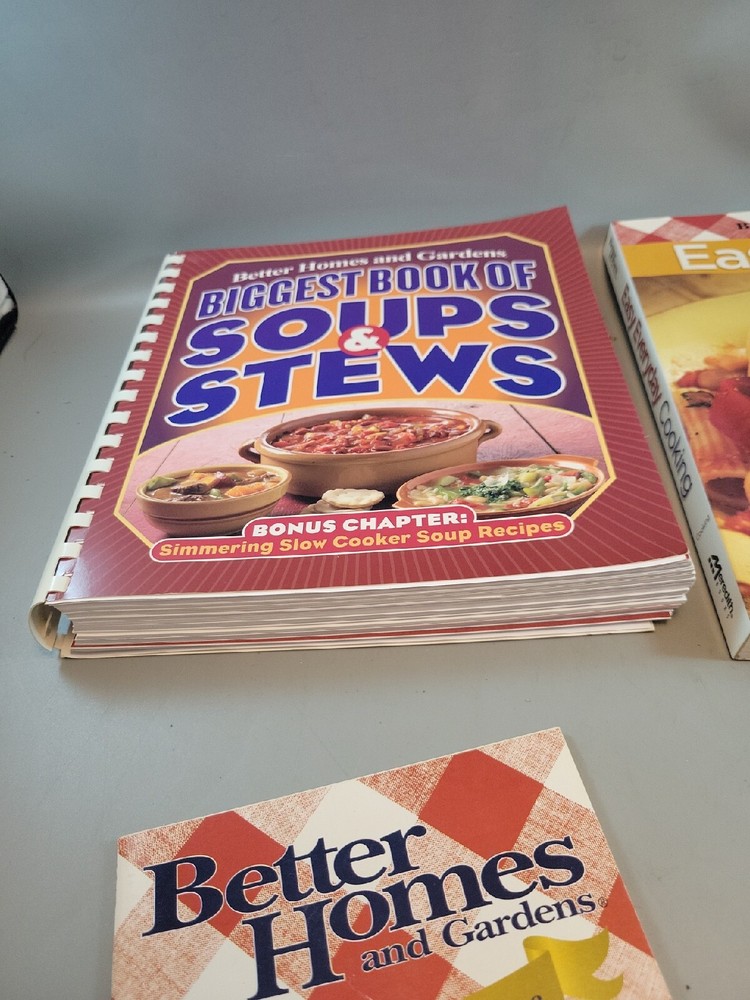 Better Homes and Gardens
BIGGEST BOOK OF
SOUPS
&
STEWS
BONUS CHAPTER:
Simmering Slow Cooker Soup Recipes
Easy Everyday Cooking
Meredith
Better
Homes
and Gardens®